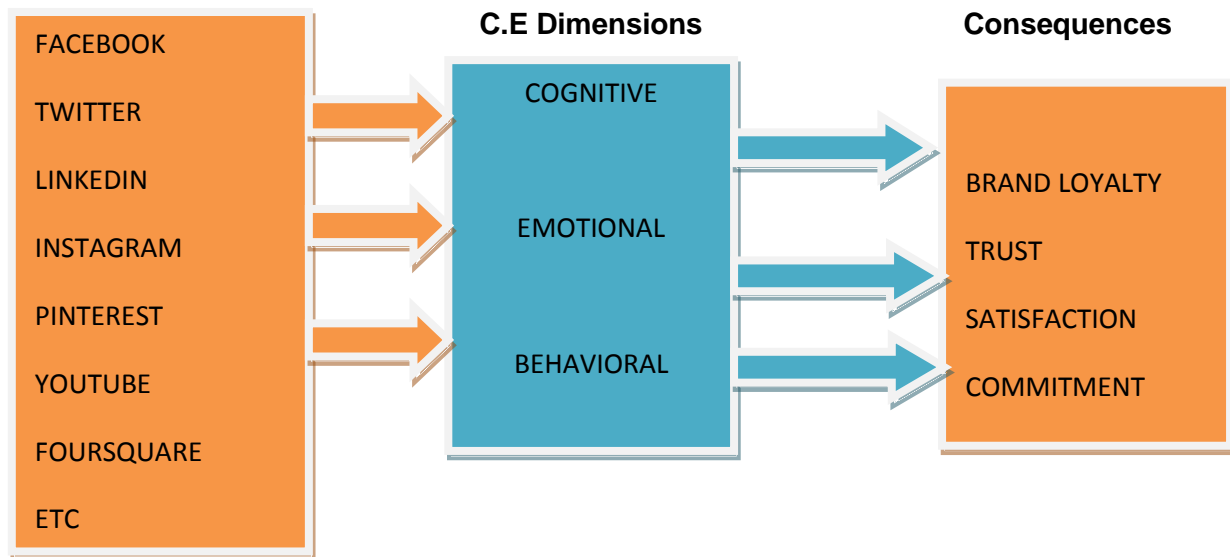 FACEBOOK
TWITTER
LINKEDIN
INSTAGRAM
PINTEREST
YOUTUBE
FOURSQUARE
ETC
C.E Dimensions
COGNITIVE
EMOTIONAL
BEHAVIORAL
Consequences
BRAND LOYALTY
TRUST
SATISFACTION
COMMITMENT